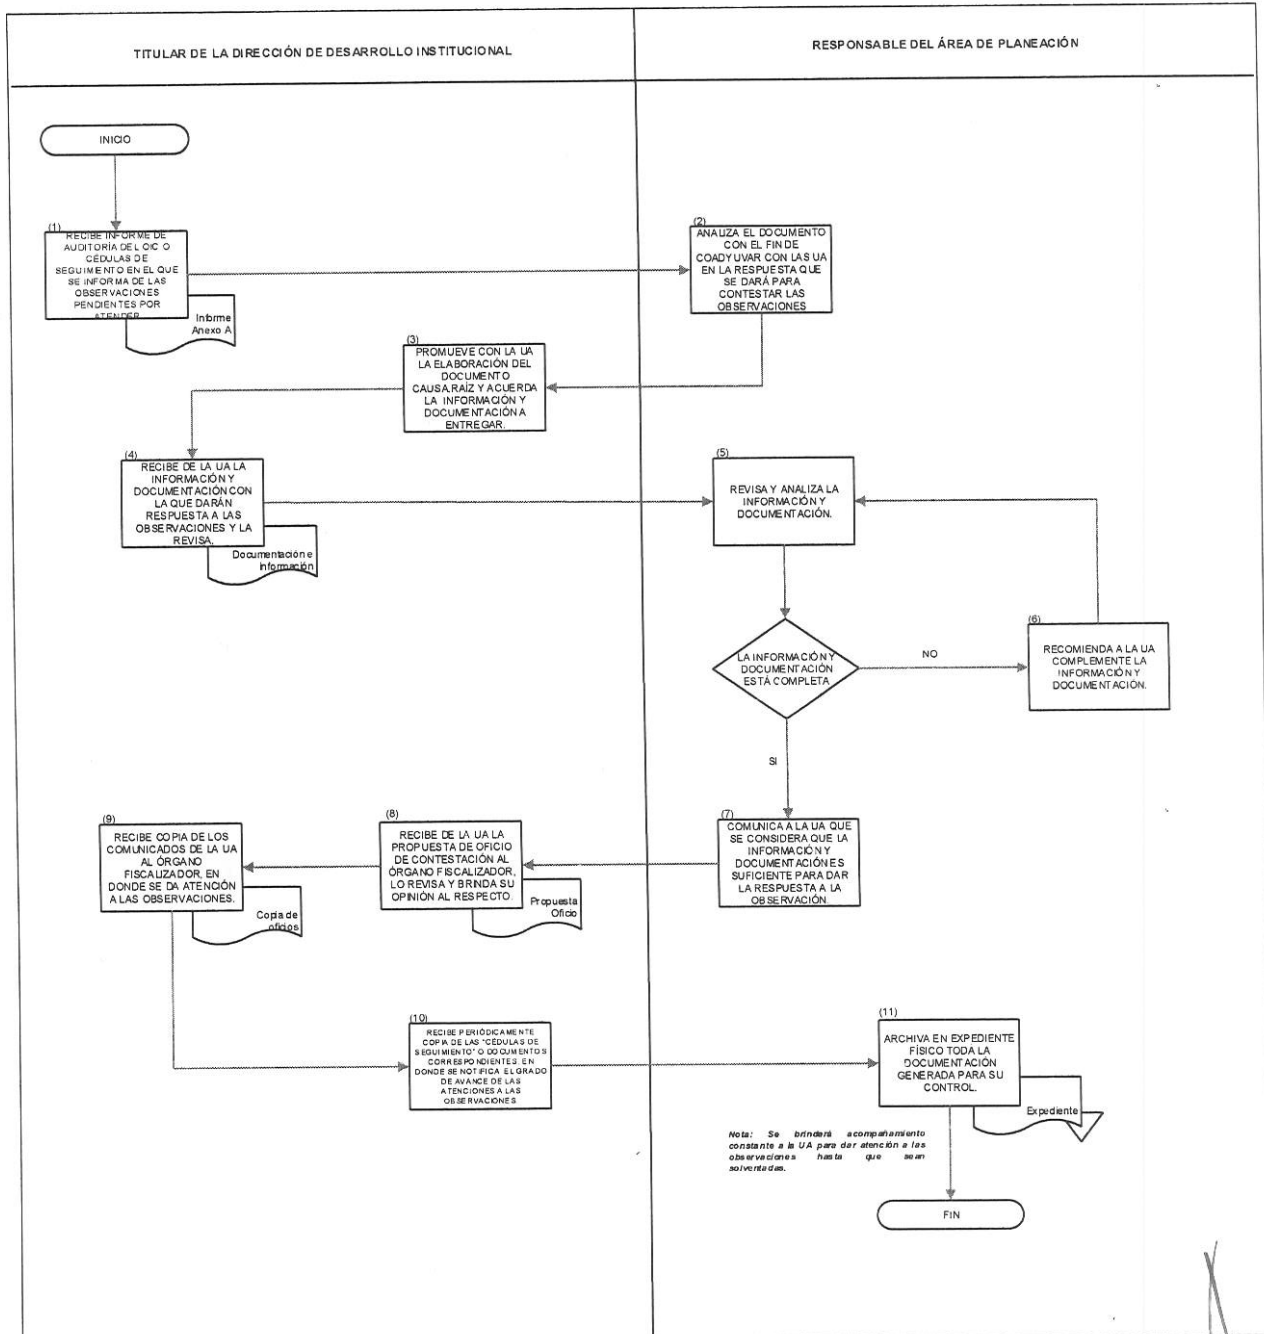 TITULAR DE LA DIRECCIÓN DE DESARROLLO INSTITUCIONAL
RESPONSABLE DEL ÁREA DE PLANEACIÓN
INICIO
(1)
RECIBE INFORME DE
AUDITORÍA DEL OIC O
CÉDULAS DE
SEGUIMENTO EN EL QUE
SE INFORMA DE LAS
OBSERVACIONES
PENDIENTES POR
ATENDER
Informe
Anexo A
(2)
ANALIZA EL DOCUMENTO
CON EL FIN DE
COADYUVAR CON LAS UA
EN LA RESPUESTA QUE
SE DARÁ PARA
CONTESTAR LAS
OBSERVACIONES
(3)
PROMUEVE CON LA UA
LA ELABORACIÓN DEL
DOCUMENTO
CAUSA.RAÍZ Y ACUERDA
LA INFORMACIÓN Y
DOCUMENTACIÓN A
ENTREGAR.
(4)
RECIBE DE LA UA LA
INFORMACIÓN Y
DOCUMENTACIÓN CON
LA QUE DARÁN
RESPUESTA A LAS
OBSERVACIONES Y LA
REVISA.
Documentación e
información
(5)
REVISA Y ANALIZA LA
INFORMACIÓN Y
DOCUMENTACIÓN.
LA INFORMACIÓN Y
DOCUMENTACIÓN
ESTÁ COMPLETA
NO
(6)
RECOMIENDA A LA UA
COMPLEMENTE LA
INFORMACIÓN Y
DOCUMENTACIÓN.
SI
(7)
COMUNICA A LA UA QUE
SE CONSIDERA QUE LA
INFORMACIÓN Y
DOCUMENTACIÓN ES
SUFICIENTE PARA DAR
LA RESPUESTA A LA
OBSERVACIÓN.
(8)
RECIBE DE LA UA LA
PROPUESTA DE OFICIO
DE CONTESTACIÓN AL
ÓRGANO FISCALIZADOR,
LO REVISA Y BRINDA SU
OPINIÓN AL RESPECTO.
Propuesta
Oficio
(9)
RECIBE COPIA DE LOS
COMUNICADOS DE LA UA
AL ÓRGANO
FISCALIZADOR, EN
DONDE SE DA ATENCIÓN
A LAS OBSERVACIONES.
Copia de
oficios
(10)
RECIBE PERIÓDICAMENTE
COPIA DE LAS "CÉDULAS DE
SEGUIMIENTO" O DOCUMENTOS
CORRESPONDIENTES, EN
DONDE SE NOTIFICA EL GRADO
DE AVANCE DE LAS
ATENCIONES A LAS
OBSERVACIONES
(11)
ARCHIVA EN EXPEDIENTE
FÍSICO TODA LA
DOCUMENTACIÓN
GENERADA PARA SU
CONTROL.
Expediente
Nota: Se brinderá acompañamiento
constante a la UA para dar atención a las
observaciones hasta que sean
solventadas.
FIN